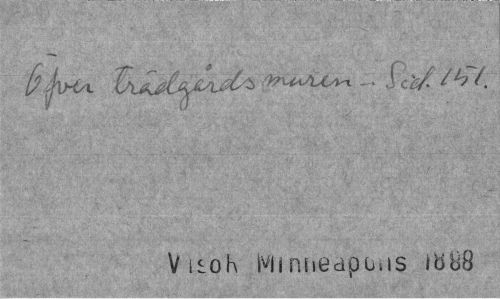 Öfver trädgårdsmuren - Sid. 151.
Visoh Minneapolis 1888